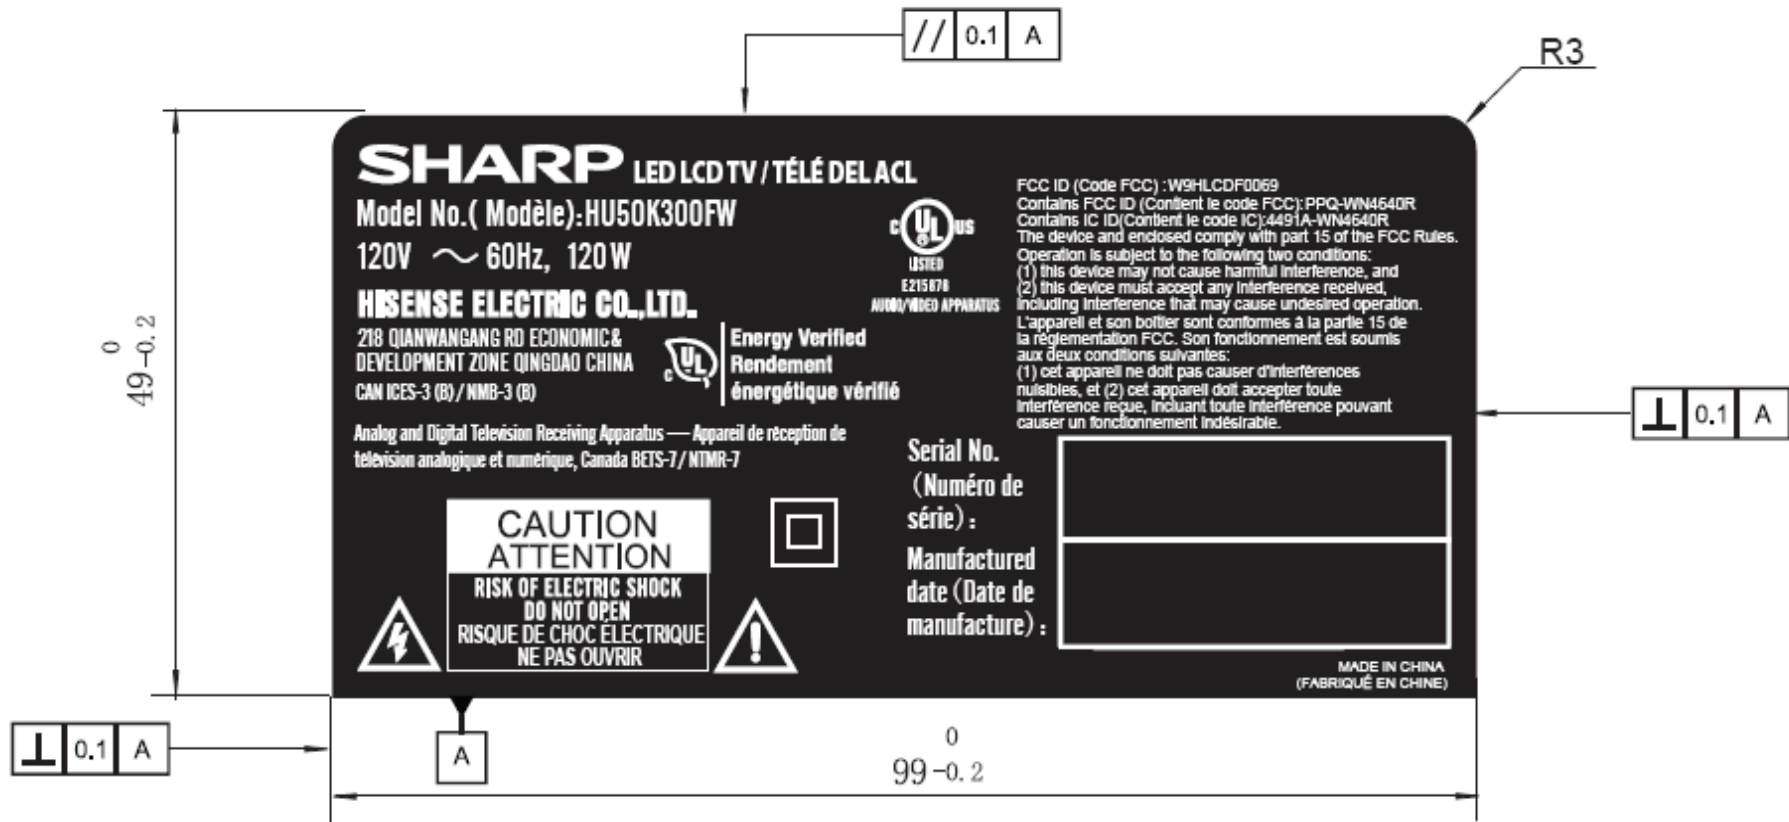 // 0.1 A
R3
SHARP LED LCD TV / TÉLÉ DEL ACL
Model No.( Modèle):HU50K300FW
120V ～ 60Hz, 120W
HISENSE ELECTRIC CO.,LTD.
218 QIANWANGANG RD ECONOMIC &
DEVELOPMENT ZONE QINGDAO CHINA
CAN ICES-3 (B) / NMB-3 (B)
C UL US
®
LISTED
E215878
AUDIO/VIDEO APPARATUS
C UL
Energy Verified
Rendement
énergétique vérifié
Analog and Digital Television Receiving Apparatus — Appareil de réception de
télévision analogique et numérique, Canada BETS-7 / NTMR-7
CAUTION
ATTENTION
RISK OF ELECTRIC SHOCK
DO NOT OPEN
RISQUE DE CHOC ÉLECTRIQUE
NE PAS OUVRIR
FCC ID (Code FCC) : W9HLCDF0069
Contains FCC ID (Contient le code FCC): PPQ-WN4640R
Contains IC ID(Contient le code IC):4491A-WN4640R
The device and enclosed comply with part 15 of the FCC Rules.
Operation is subject to the following two conditions:
(1) this device may not cause harmful interference, and
(2) this device must accept any interference received,
including interference that may cause undesired operation.
L'appareil et son boîtier sont conformes à la partie 15 de
la réglementation FCC. Son fonctionnement est soumis
aux deux conditions suivantes:
(1) cet appareil ne doit pas causer d'interférences
nuisibles, et (2) cet appareil doit accepter toute
interférence reçue, incluant toute interférence pouvant
causer un fonctionnement indésirable.
Serial No.
(Numéro de
série) :
Manufactured
date (Date de
manufacture) :
MADE IN CHINA
(FABRIQUÉ EN CHINE)
0
49-0.2
⊥ 0.1 A
⊥ 0.1 A
A
0
99-0.2